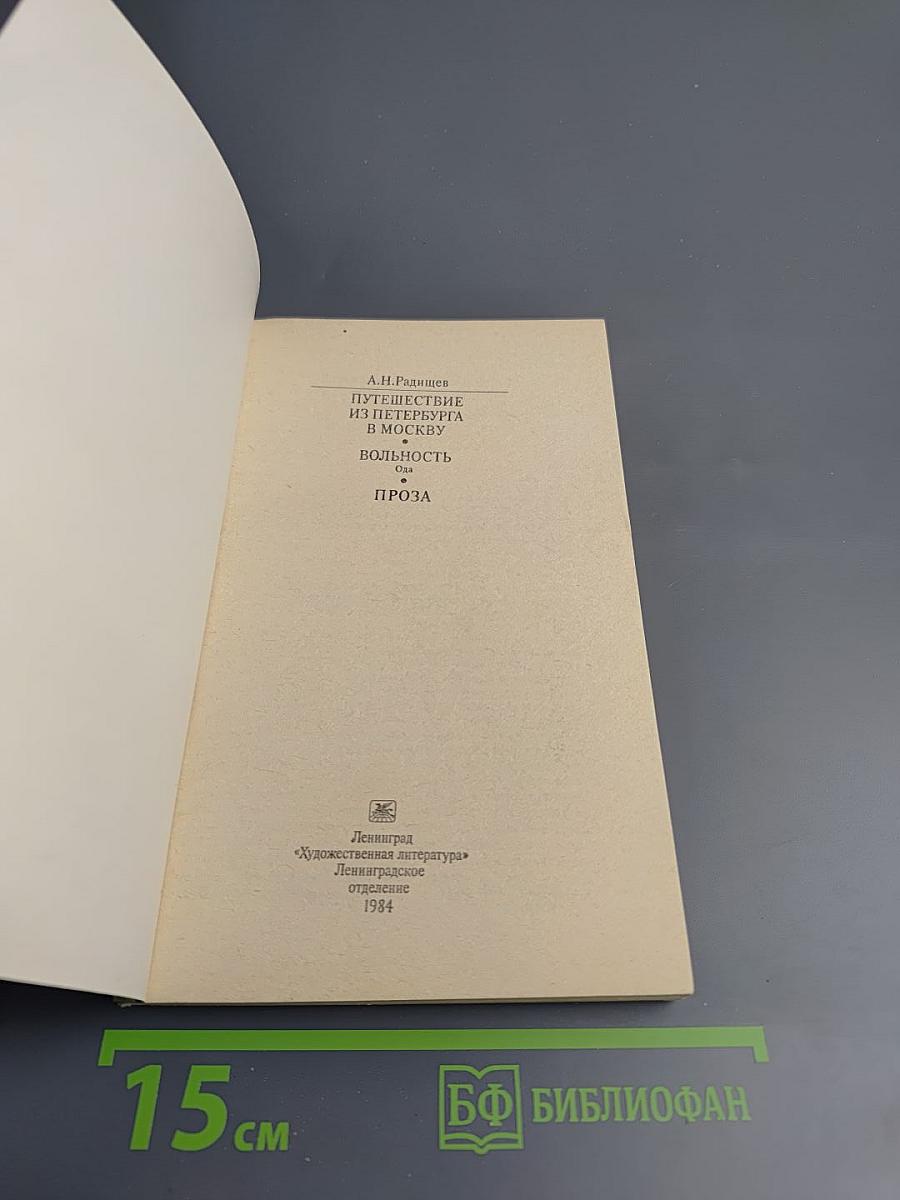 А.Н.Радищев
ПУТЕШЕСТВИЕ
ИЗ ПЕТЕРБУРГА
В МОСКВУ
•
ВОЛЬНОСТЬ
Ода
•
ПРОЗА
Ленинград
«Художественная литература»
Ленинградское
отделение
1984
15 см
БФ БИБЛИОФАН